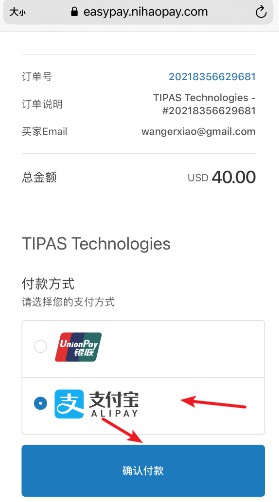 大小 easypay.nihaopay.com
订单号 20218356629681
订单说明 TIPAS Technologies -
#20218356629681
买家Email wangerxiao@gmail.com
总金额 USD 40.00
TIPAS Technologies
付款方式
请选择您的支付方式
UnionPay
银联
支 支付宝
ALIPAY
确认付款